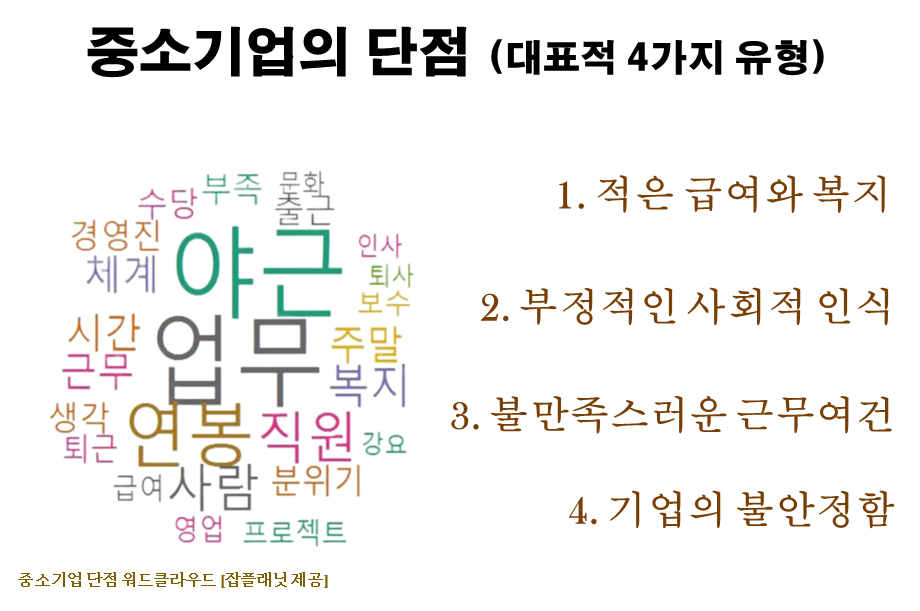 중소기업의 단점 (대표적 4가지 유형)
수당 부족 문화
출근
경영진
체계
야근
인사
퇴사
보수
시간
근무
업무
주말
복지
생각
퇴근
연봉
직원
강요
급여
사람
분위기
영업
프로젝트
1. 적은 급여와 복지
2. 부정적인 사회적 인식
3. 불만족스러운 근무여건
4. 기업의 불안정함
중소기업 단점 워드클라우드 [잡플래닛 제공]